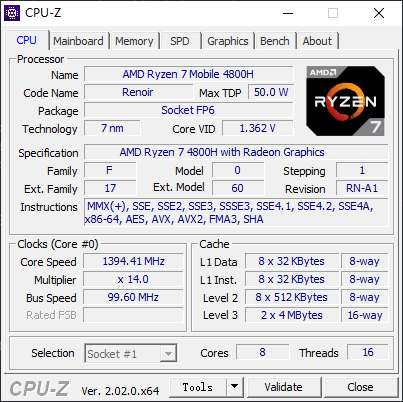 CPU-Z
CPU Mainboard Memory SPD Graphics Bench About
Processor
Name AMD Ryzen 7 Mobile 4800H
Code Name Renoir Max TDP 50.0 W
Package Socket FP6
Technology 7 nm Core VID 1.362 V
AMD
RYZEN
7
Specification AMD Ryzen 7 4800H with Radeon Graphics
Family F Model 0 Stepping 1
Ext. Family 17 Ext. Model 60 Revision RN-A1
Instructions MMX(+), SSE, SSE2, SSE3, SSSE3, SSE4.1, SSE4.2, SSE4A,
x86-64, AES, AVX, AVX2, FMA3, SHA
Clocks (Core #0)
Core Speed 1394.41 MHz
Multiplier x 14.0
Bus Speed 99.60 MHz
Rated FSB
Cache
L1 Data 8 x 32 KBytes 8-way
L1 Inst. 8 x 32 KBytes 8-way
Level 2 8 x 512 KBytes 8-way
Level 3 2 x 4 MBytes 16-way
Selection Socket #1 Cores 8 Threads 16
CPU-Z Ver. 2.02.0.x64 Tools Validate Close